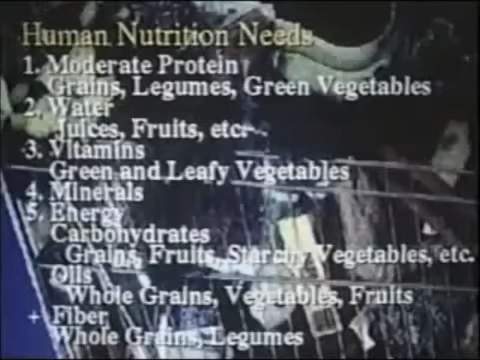 Human Nutrition Needs
1. Moderate Protein
Grains, Legumes, Green Vegetables
2. Water
Juices, Fruits, etc.
3. Vitamins
Green and Leafy Vegetables
4. Minerals
5. Energy
Carbohydrates
Grains, Fruits, Starchy Vegetables, etc.
Oils
Whole Grains, Vegetables, Fruits
+ Fiber
Whole Grains, Legumes